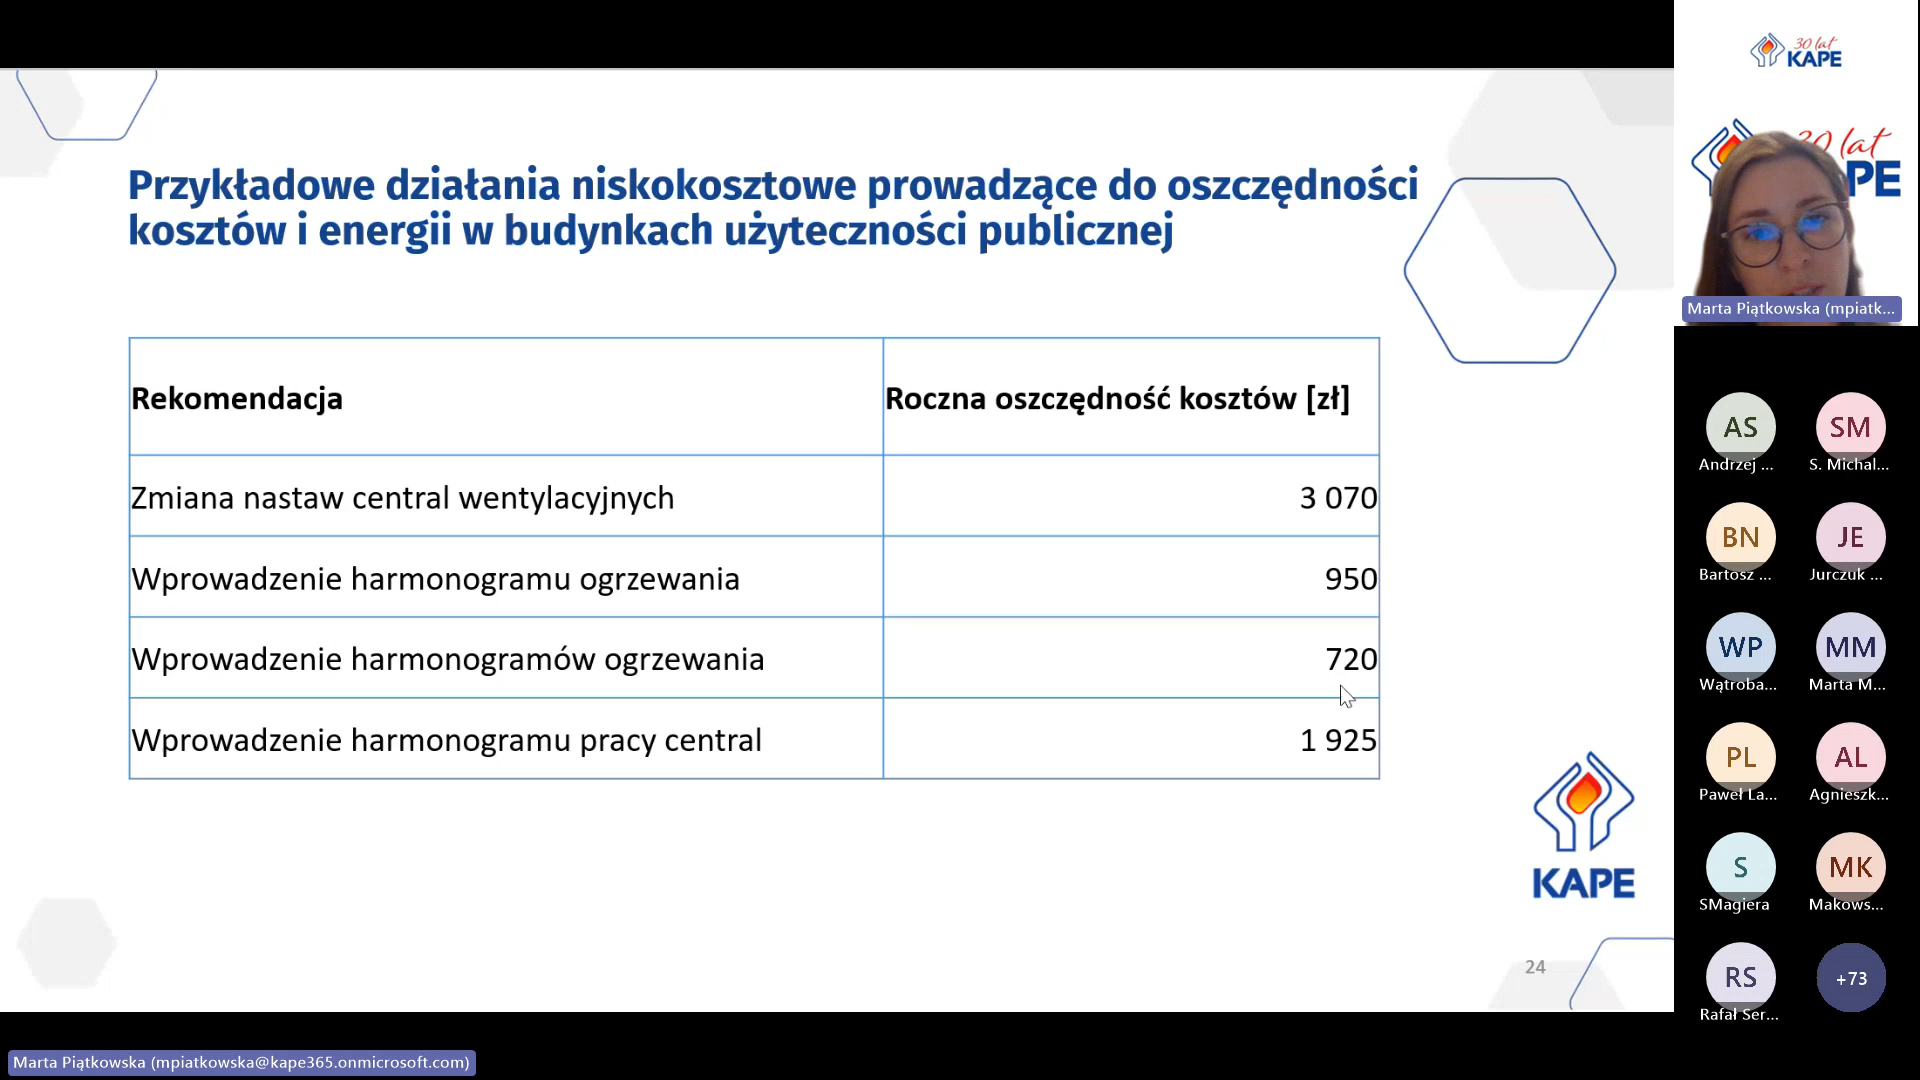 Przykładowe działania niskokosztowe prowadzące do oszczędności
kosztów i energii w budynkach użyteczności publicznej
Rekomendacja
Roczna oszczędność kosztów [zł]
Zmiana nastaw central wentylacyjnych
3 070
Wprowadzenie harmonogramu ogrzewania
950
Wprowadzenie harmonogramów ogrzewania
720
Wprowadzenie harmonogramu pracy central
1 925
KAPE
24
30 lat
KAPE
30 lat
PE
Marta Piątkowska (mpiatk...
AS
Andrzej ...
SM
S. Michal...
BN
Bartosz ...
JE
Jurczuk ...
WP
Wątroba...
MM
Marta M...
PL
Paweł La...
AL
Agnieszk...
S
SMagiera
MK
Makows...
RS
Rafał Ser...
+73
Marta Piątkowska (mpiatkowska@kape365.onmicrosoft.com)